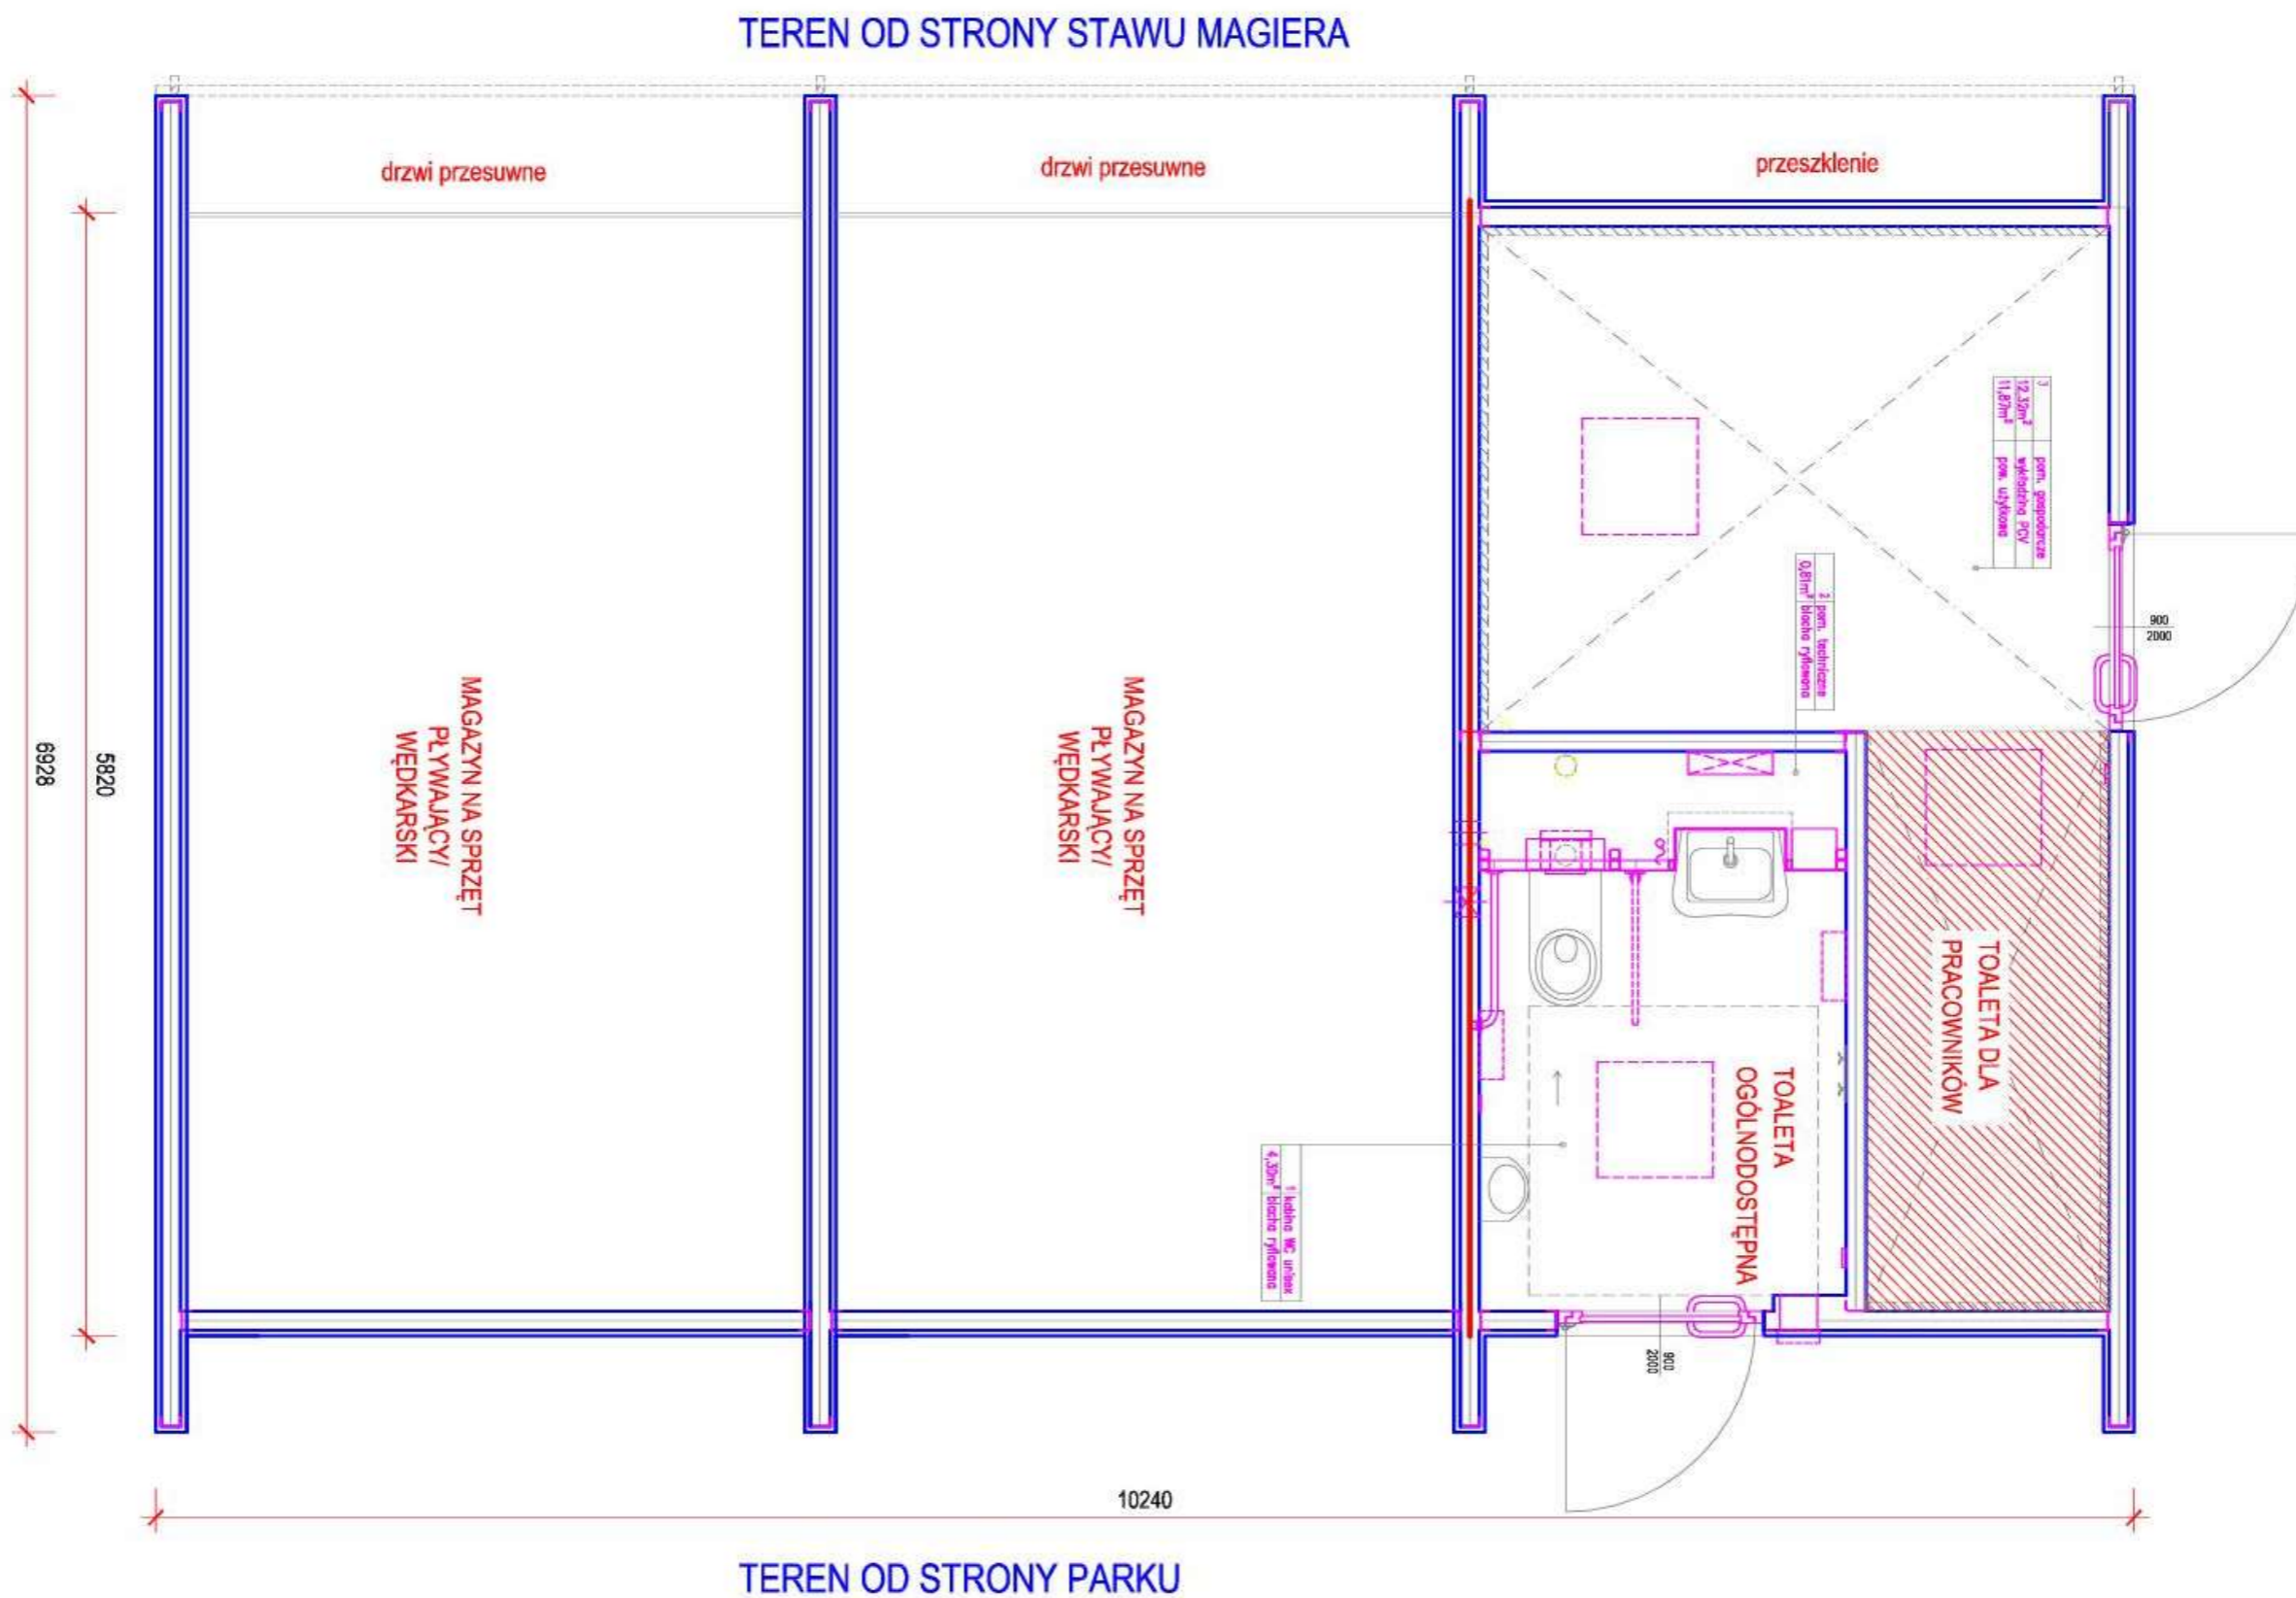 TEREN OD STRONY STAWU MAGIERA
drzwi przesuwne
drzwi przesuwne
przeszklenie
3 pom. gospodarcze
12,32m² wykładzina PCV
11,87m² pow. użytkowa
2 pom. techniczne
0,81m² blacha ryflowana
900
2000
6928
5820
MAGAZYN NA SPRZĘT
PŁYWAJĄCY/
WĘDKARSKI
MAGAZYN NA SPRZĘT
PŁYWAJĄCY/
WĘDKARSKI
TOALETA DLA
PRACOWNIKÓW
TOALETA
OGÓLNODOSTĘPNA
1 kabina WC unisex
4,30m² blacha ryflowana
900
2000
10240
TEREN OD STRONY PARKU